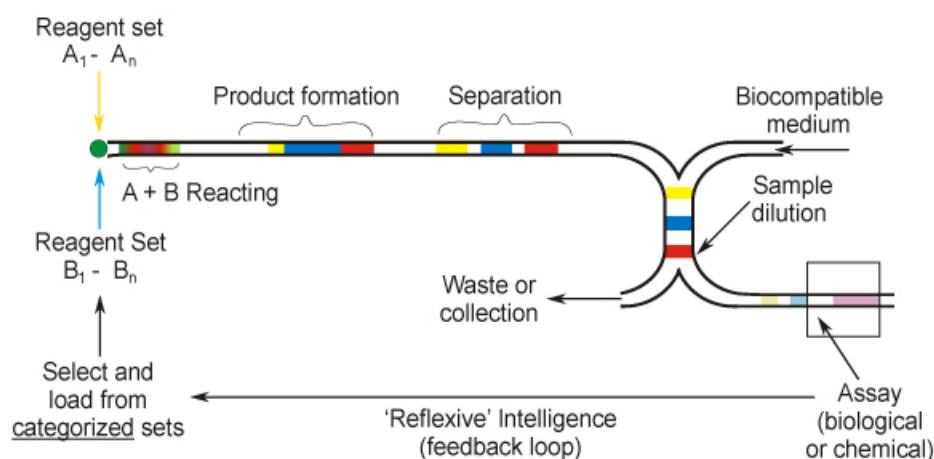 Reagent set
A1 - An
Product formation
Separation
Biocompatible
medium
A + B Reacting
Sample
dilution
Reagent Set
B1 - Bn
Waste or
collection
Select and
load from
categorized sets
'Reflexive' Intelligence
(feedback loop)
Assay
(biological
or chemical)